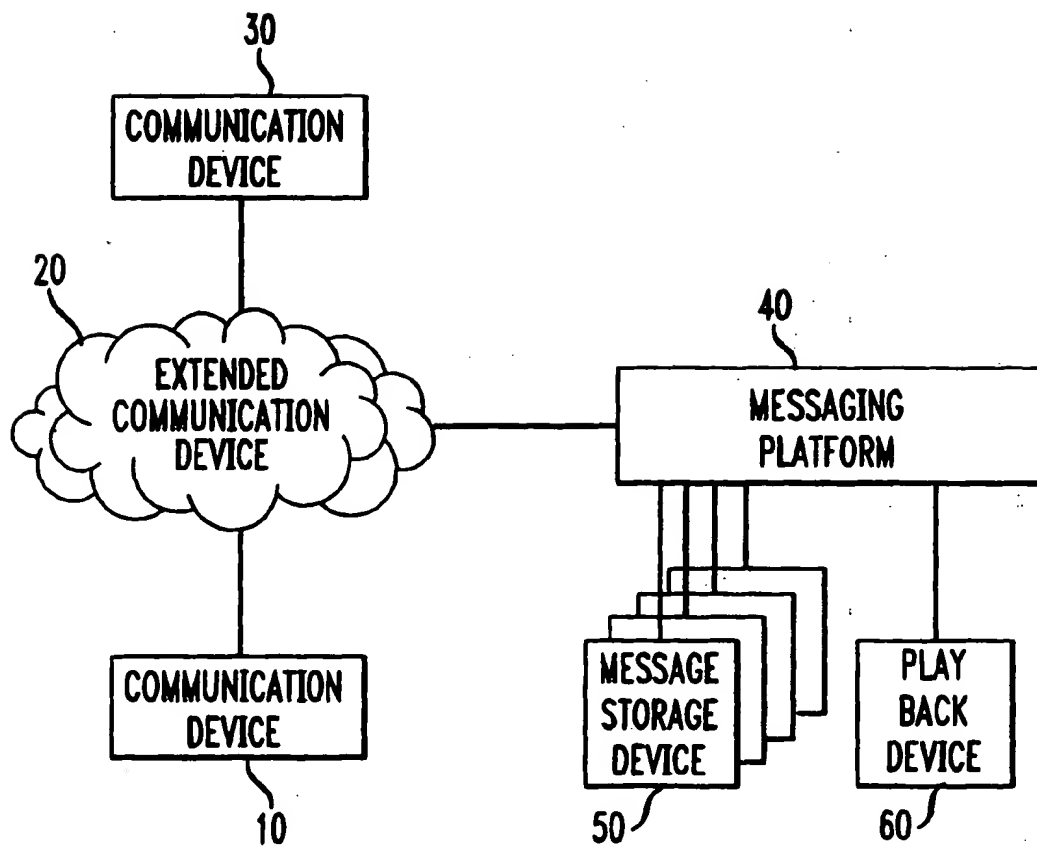 30
COMMUNICATION
DEVICE
20
EXTENDED
COMMUNICATION
DEVICE
40
MESSAGING
PLATFORM
COMMUNICATION
DEVICE
10
MESSAGE
STORAGE
DEVICE
50
PLAY
BACK
DEVICE
60